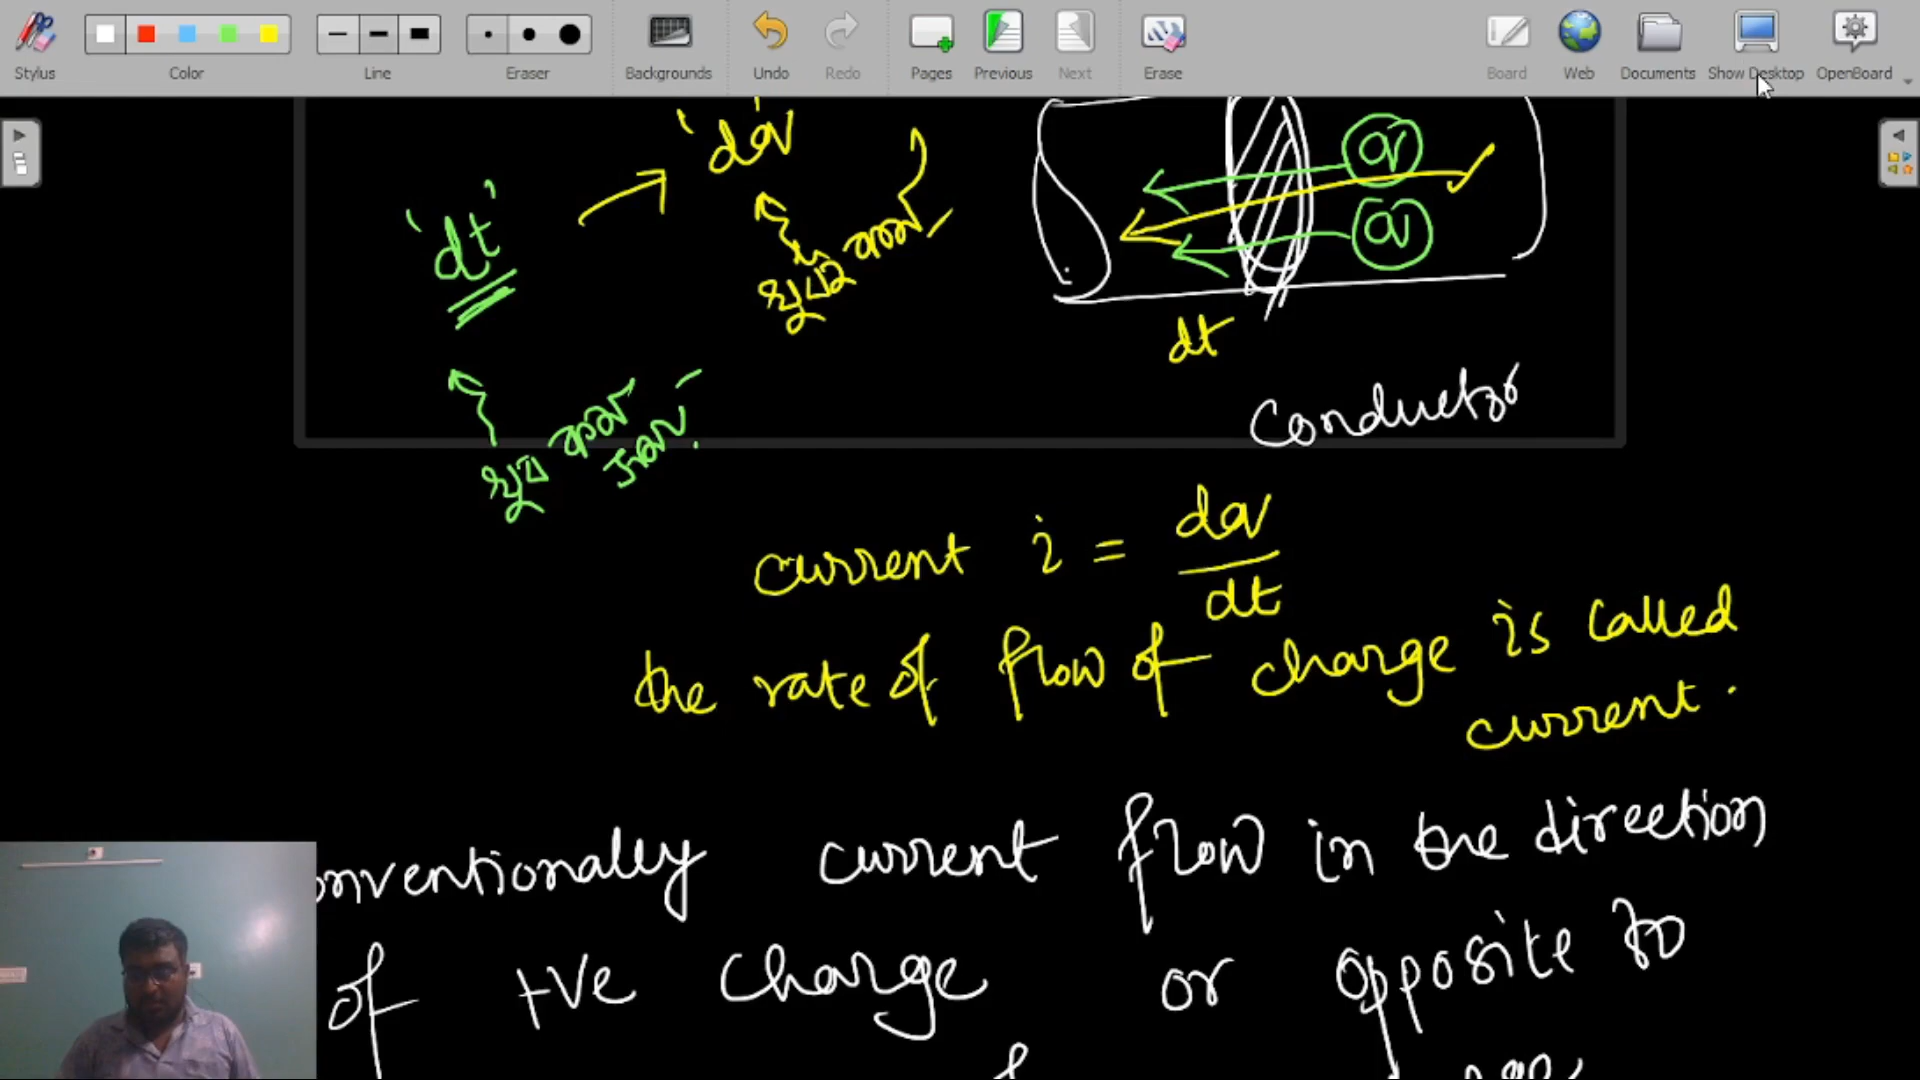 Stylus Color Line Eraser Backgrounds Undo Redo Pages Previous Next Erase Board Web Documents Show Desktop OpenBoard
'dt'
'dq'
q
q
dt
Conductor
current i = dq/dt
the rate of flow of charge is called
current.
onventionally current flow in the direction
of +ve charge or opposite to